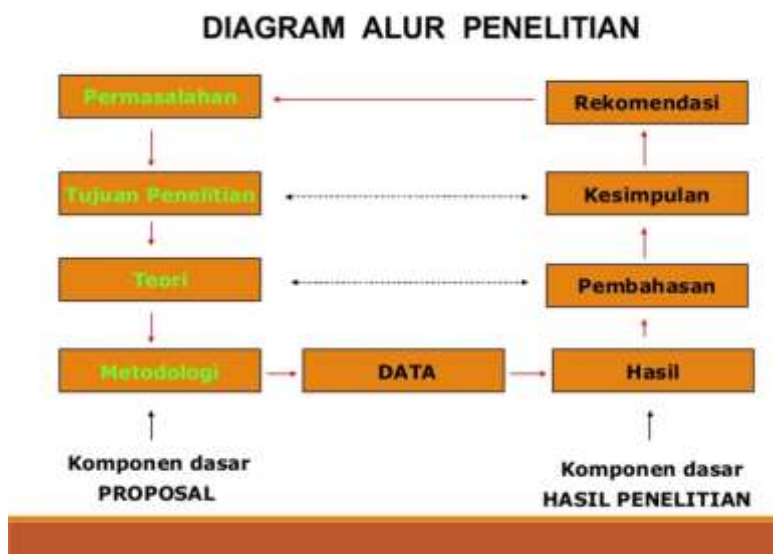 DIAGRAM ALUR PENELITIAN
Permasalahan
Rekomendasi
Tujuan Penelitian
Kesimpulan
Teori
Pembahasan
Metodologi
DATA
Hasil
Komponen dasar
PROPOSAL
Komponen dasar
HASIL PENELITIAN